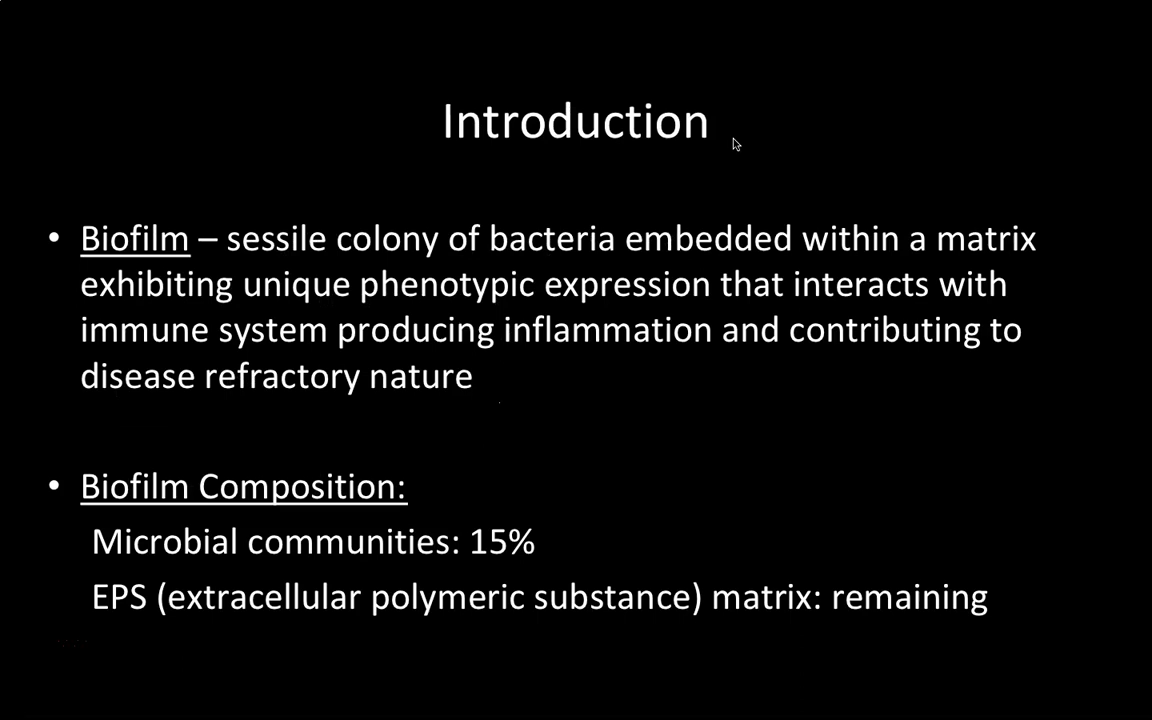 Introduction
• Biofilm – sessile colony of bacteria embedded within a matrix
exhibiting unique phenotypic expression that interacts with
immune system producing inflammation and contributing to
disease refractory nature
• Biofilm Composition:
Microbial communities: 15%
EPS (extracellular polymeric substance) matrix: remaining